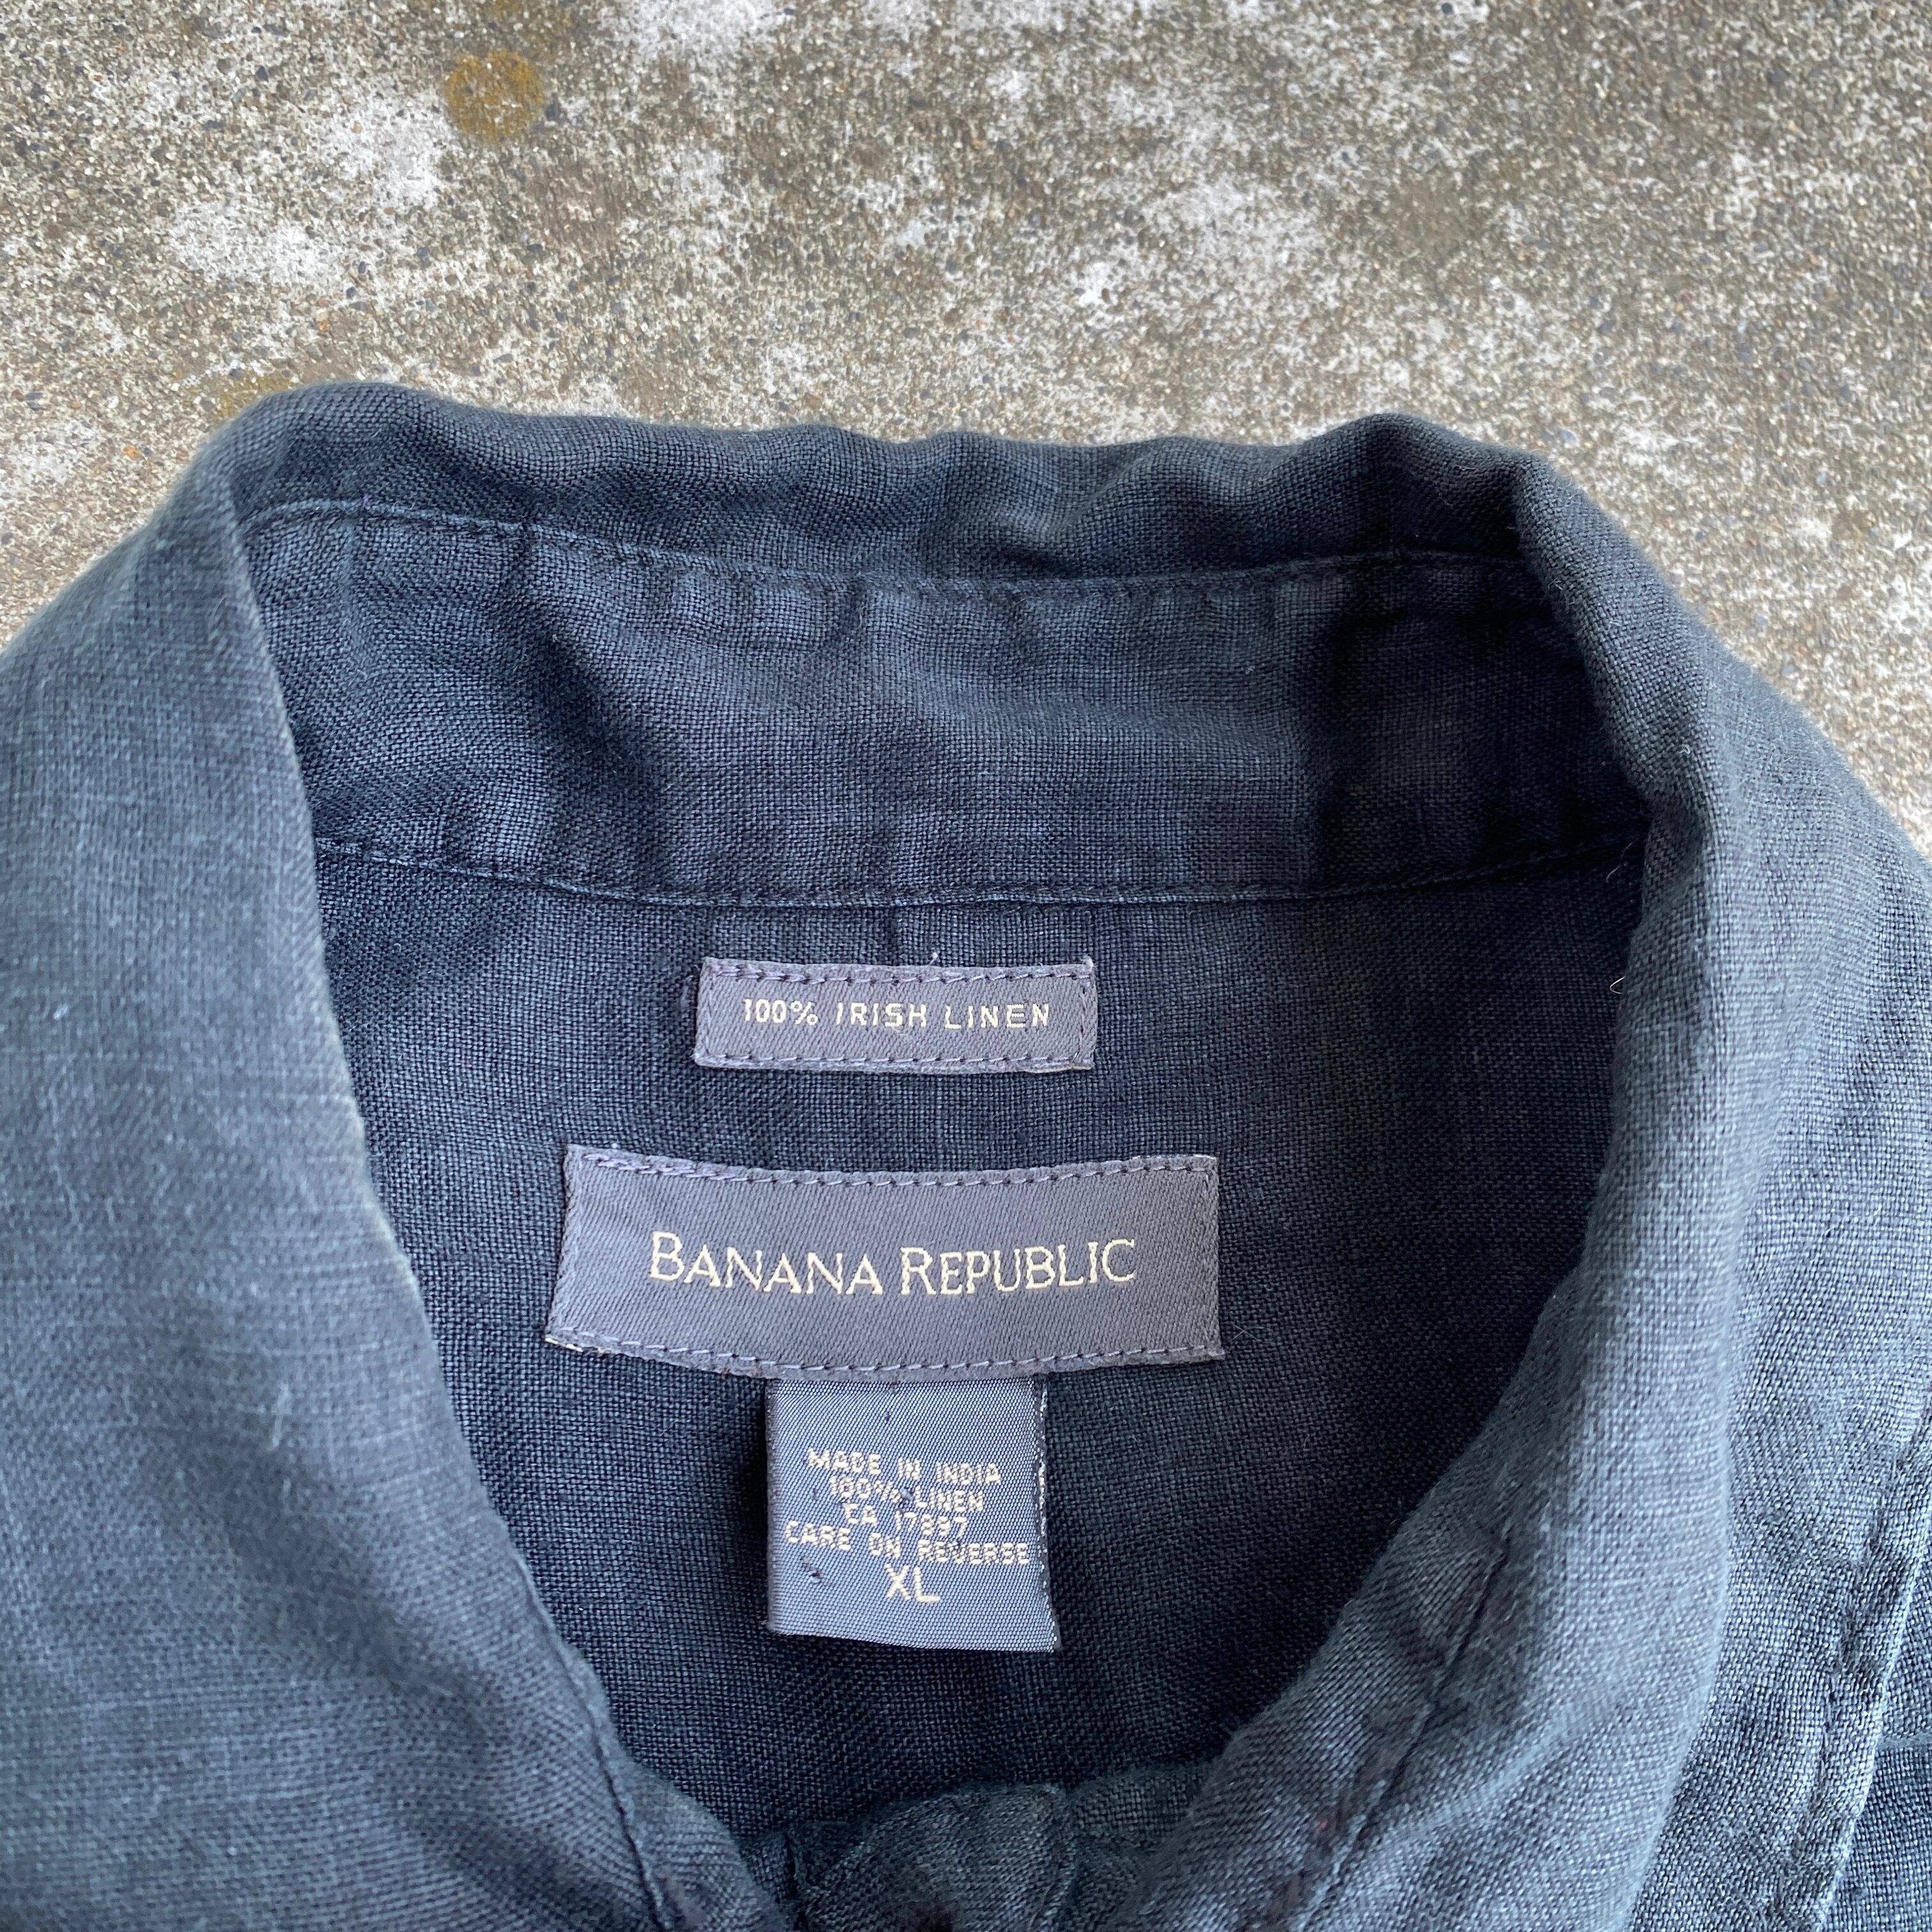 100% IRISH LINEN
BANANA REPUBLIC
MADE IN INDIA
100% LINEN
CA 17897
CARE ON REVERSE
XL